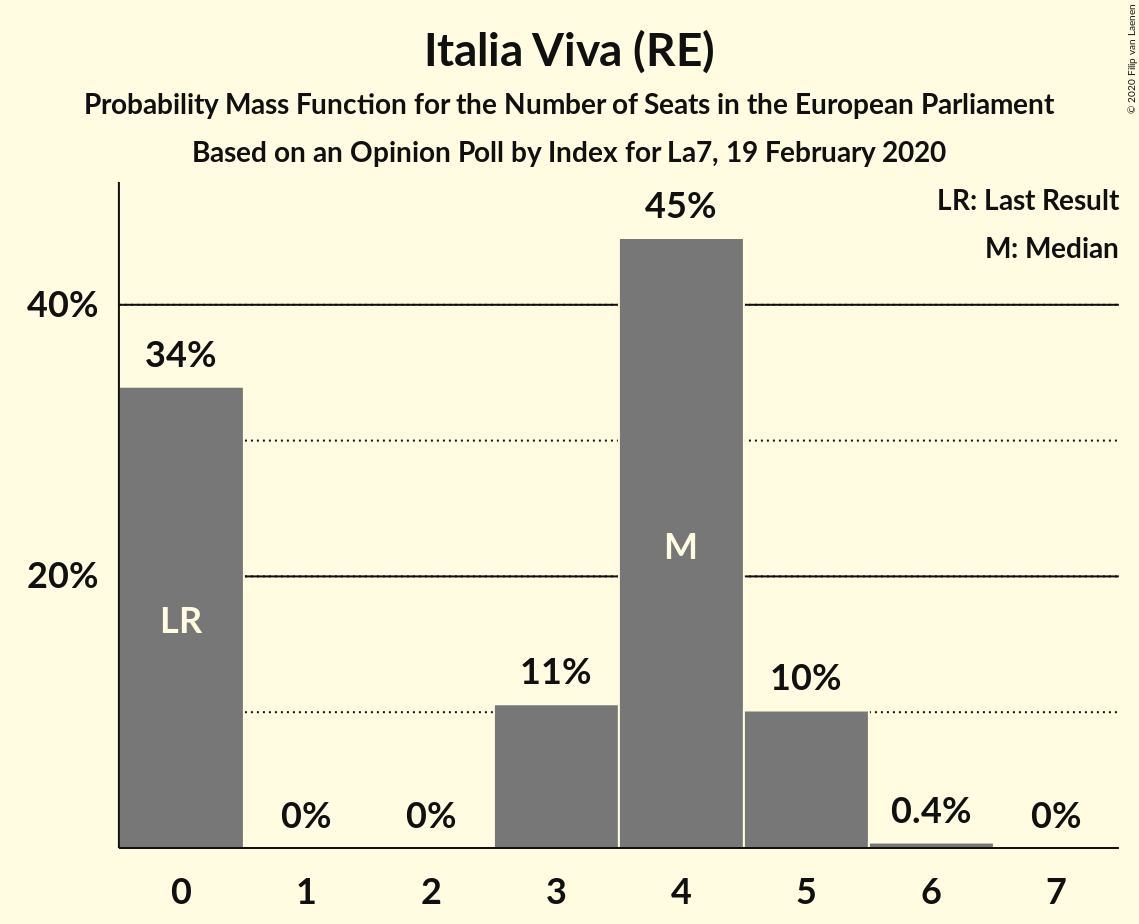 Italia Viva (RE)
Probability Mass Function for the Number of Seats in the European Parliament
Based on an Opinion Poll by Index for La7, 19 February 2020
© 2020 Filip van Laenen
LR: Last Result
M: Median
40%
20%
34%
0%
0%
11%
45%
10%
0.4%
0%
LR
M
0 1 2 3 4 5 6 7